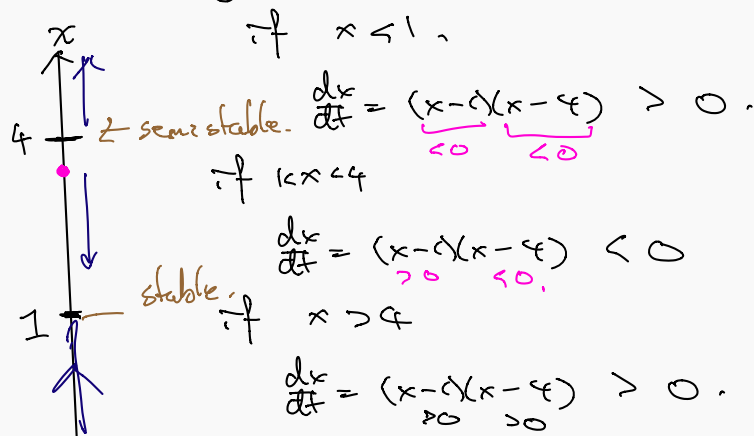 x
if x < 1 .
dx/dt = (x-1)(x-4) > 0 .
<0 <0
4 ← semistable.
if 1<x<4
dx/dt = (x-1)(x-4) < 0
>0 <0.
stable.
1
if x > 4
dx/dt = (x-1)(x-4) > 0 .
>0 >0